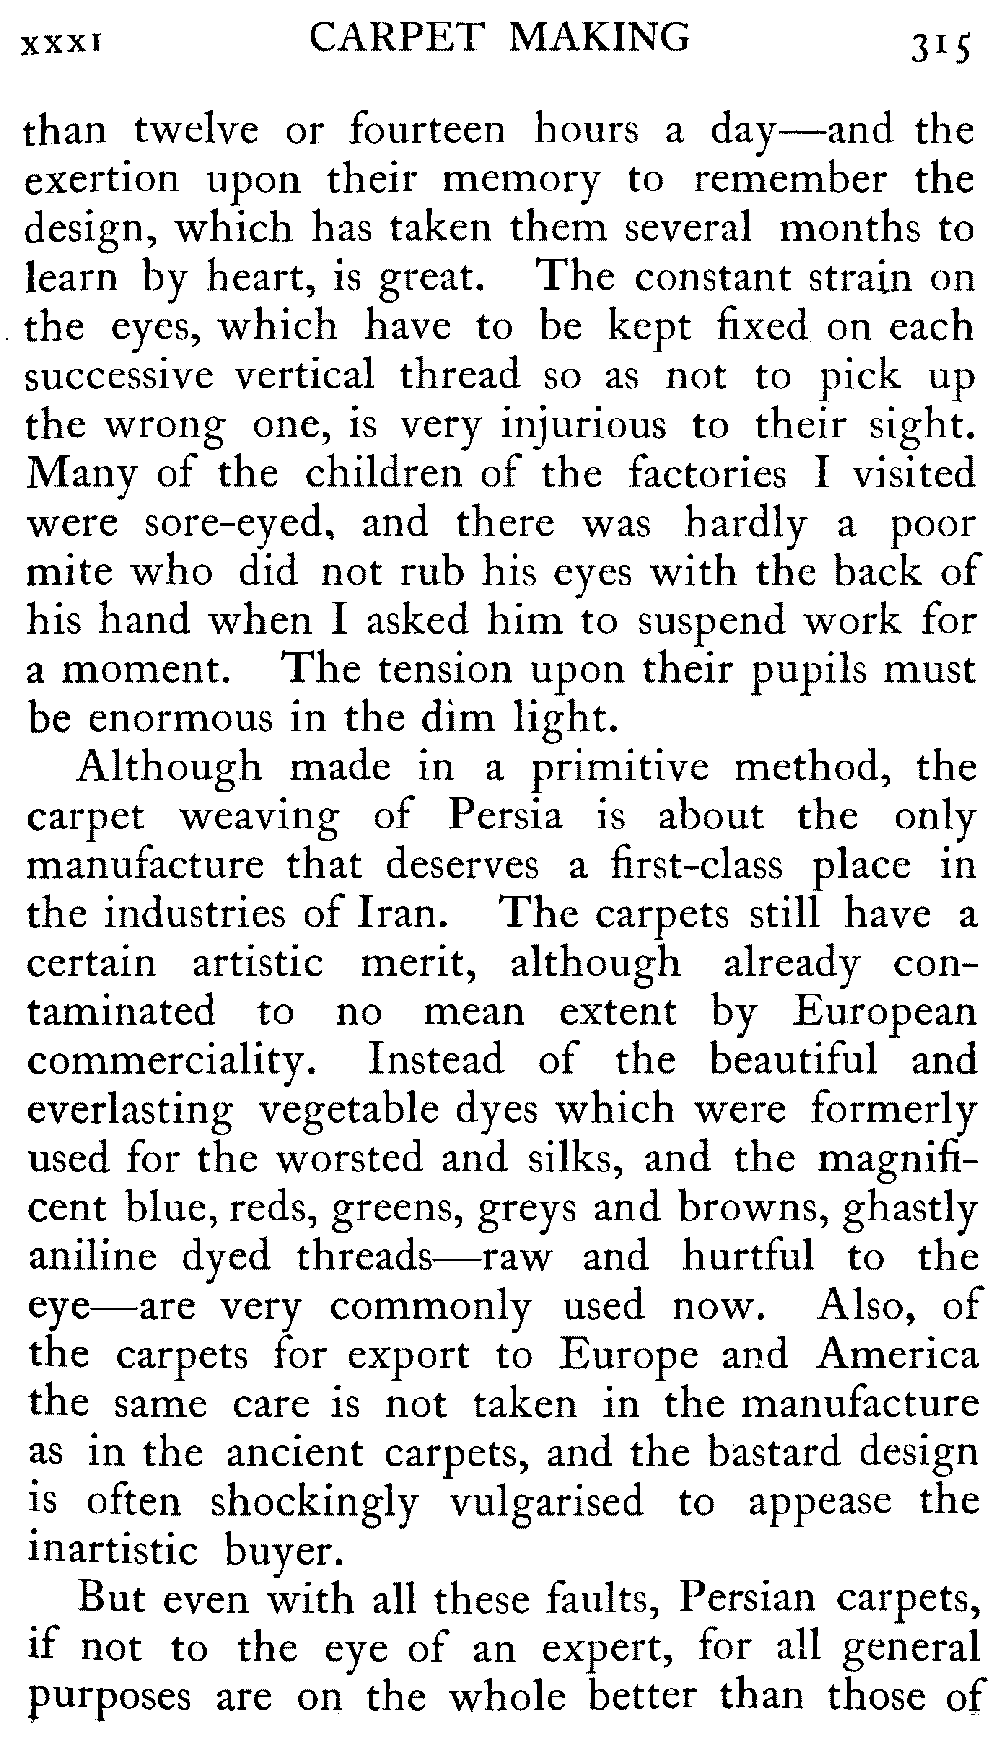 xxxi CARPET MAKING 315
than twelve or fourteen hours a day—and the
exertion upon their memory to remember the
design, which has taken them several months to
learn by heart, is great. The constant strain on
the eyes, which have to be kept fixed on each
successive vertical thread so as not to pick up
the wrong one, is very injurious to their sight.
Many of the children of the factories I visited
were sore-eyed, and there was hardly a poor
mite who did not rub his eyes with the back of
his hand when I asked him to suspend work for
a moment. The tension upon their pupils must
be enormous in the dim light.
Although made in a primitive method, the
carpet weaving of Persia is about the only
manufacture that deserves a first-class place in
the industries of Iran. The carpets still have a
certain artistic merit, although already con-
taminated to no mean extent by European
commerciality. Instead of the beautiful and
everlasting vegetable dyes which were formerly
used for the worsted and silks, and the magnifi-
cent blue, reds, greens, greys and browns, ghastly
aniline dyed threads—raw and hurtful to the
eye—are very commonly used now. Also, of
the carpets for export to Europe and America
the same care is not taken in the manufacture
as in the ancient carpets, and the bastard design
is often shockingly vulgarised to appease the
inartistic buyer.
But even with all these faults, Persian carpets,
if not to the eye of an expert, for all general
purposes are on the whole better than those of